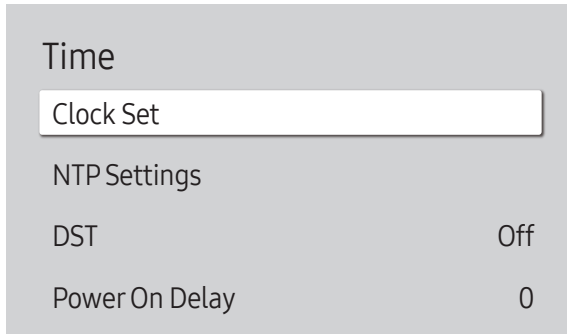 Time
Clock Set
NTP Settings
DST Off
Power On Delay 0